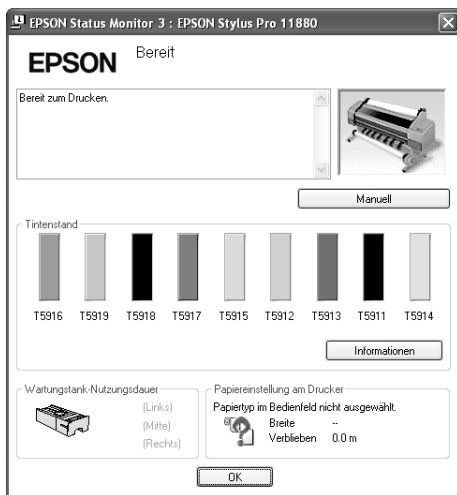 EPSON Status Monitor 3 : EPSON Stylus Pro 11880
EPSON
Bereit
Bereit zum Drucken.
Manuell
Tintenstand
T5916 T5919 T5918 T5917 T5915 T5912 T5913 T5911 T5914
Informationen
Wartungstank-Nutzungsdauer
(Links)
(Mitte)
(Rechts)
Papiereinstellung am Drucker
Papiertyp im Bedienfeld nicht ausgewählt.
Breite --
Verblieben 0.0 m
OK